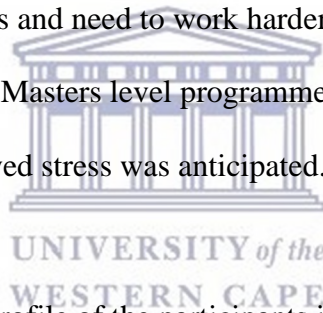 s and need to work harder
Masters level programme
ed stress was anticipated.
UNIVERSITY of the
WESTERN CAPE
rofile of the participants i